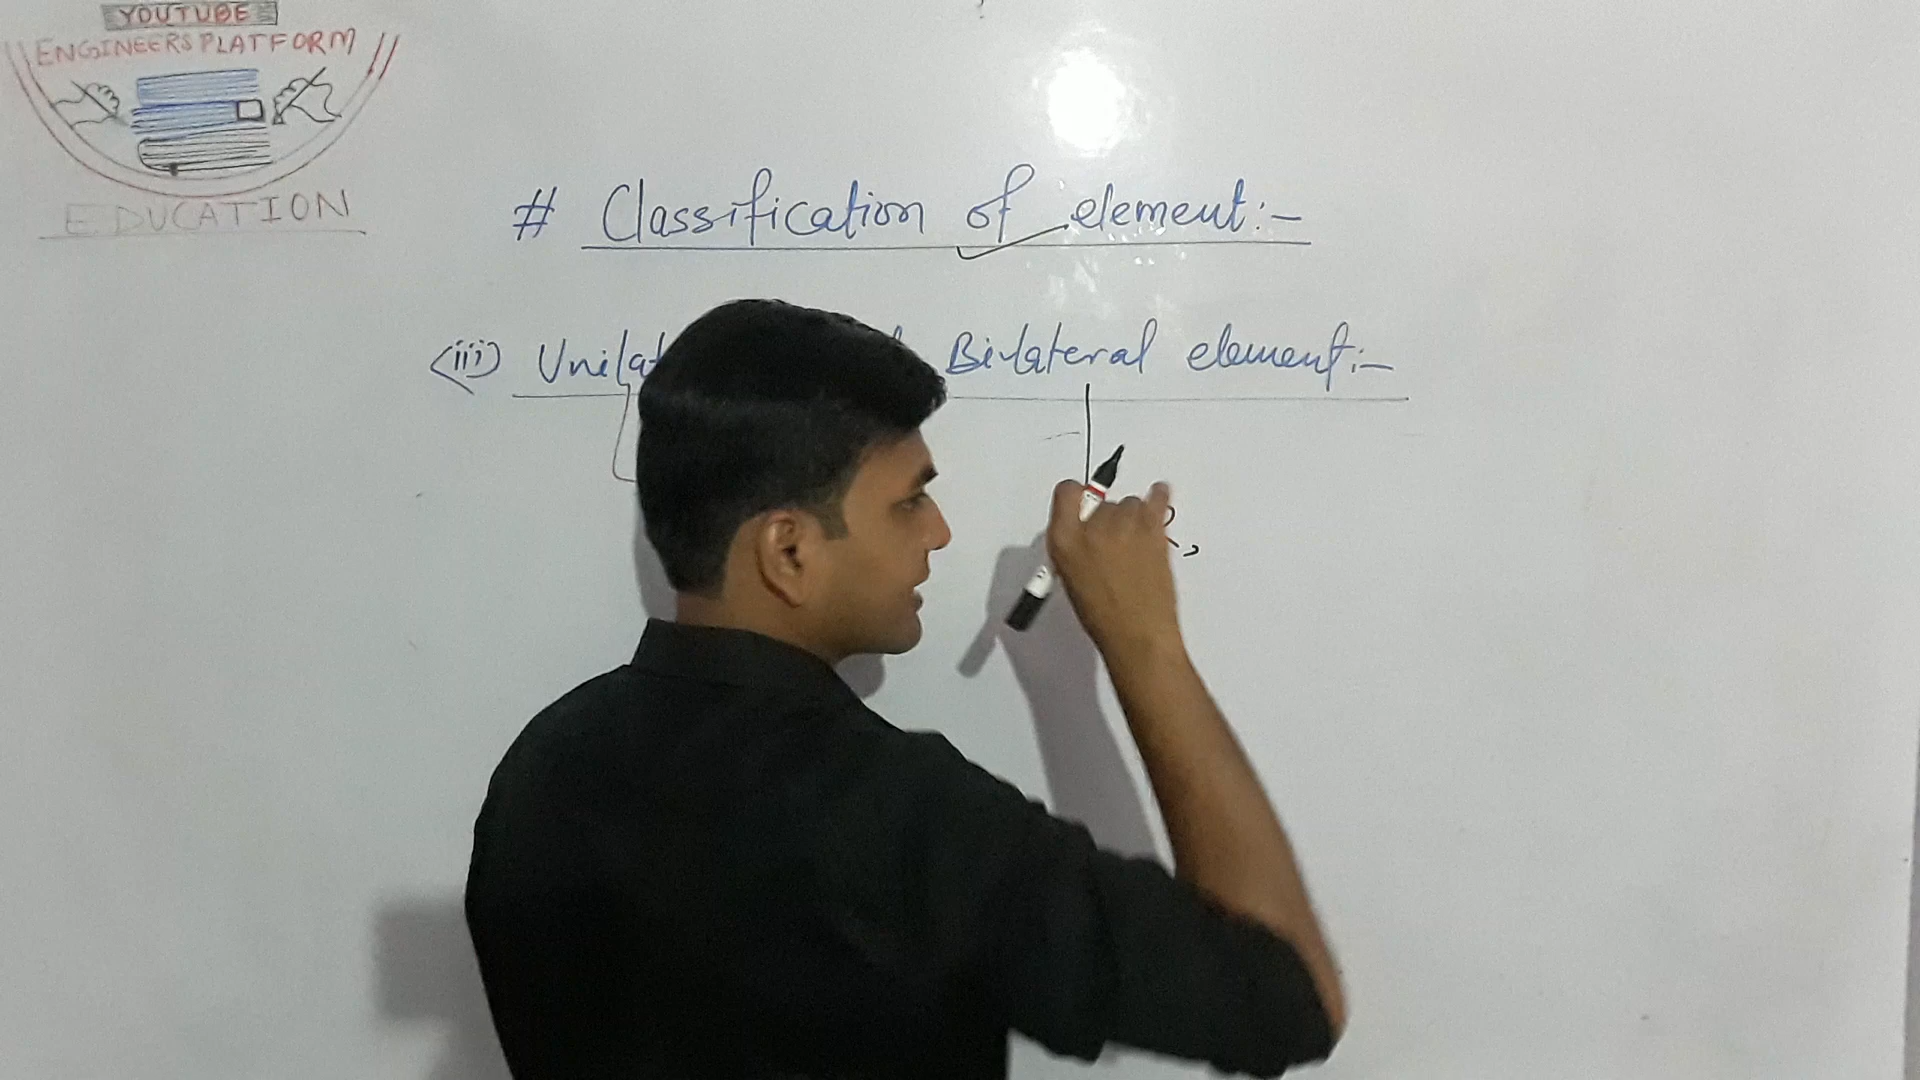 YOUTUBE
ENGINEERS PLATFORM
EDUCATION
# Classification of element:-
(iii) Unilat Bilateral element:-
R,